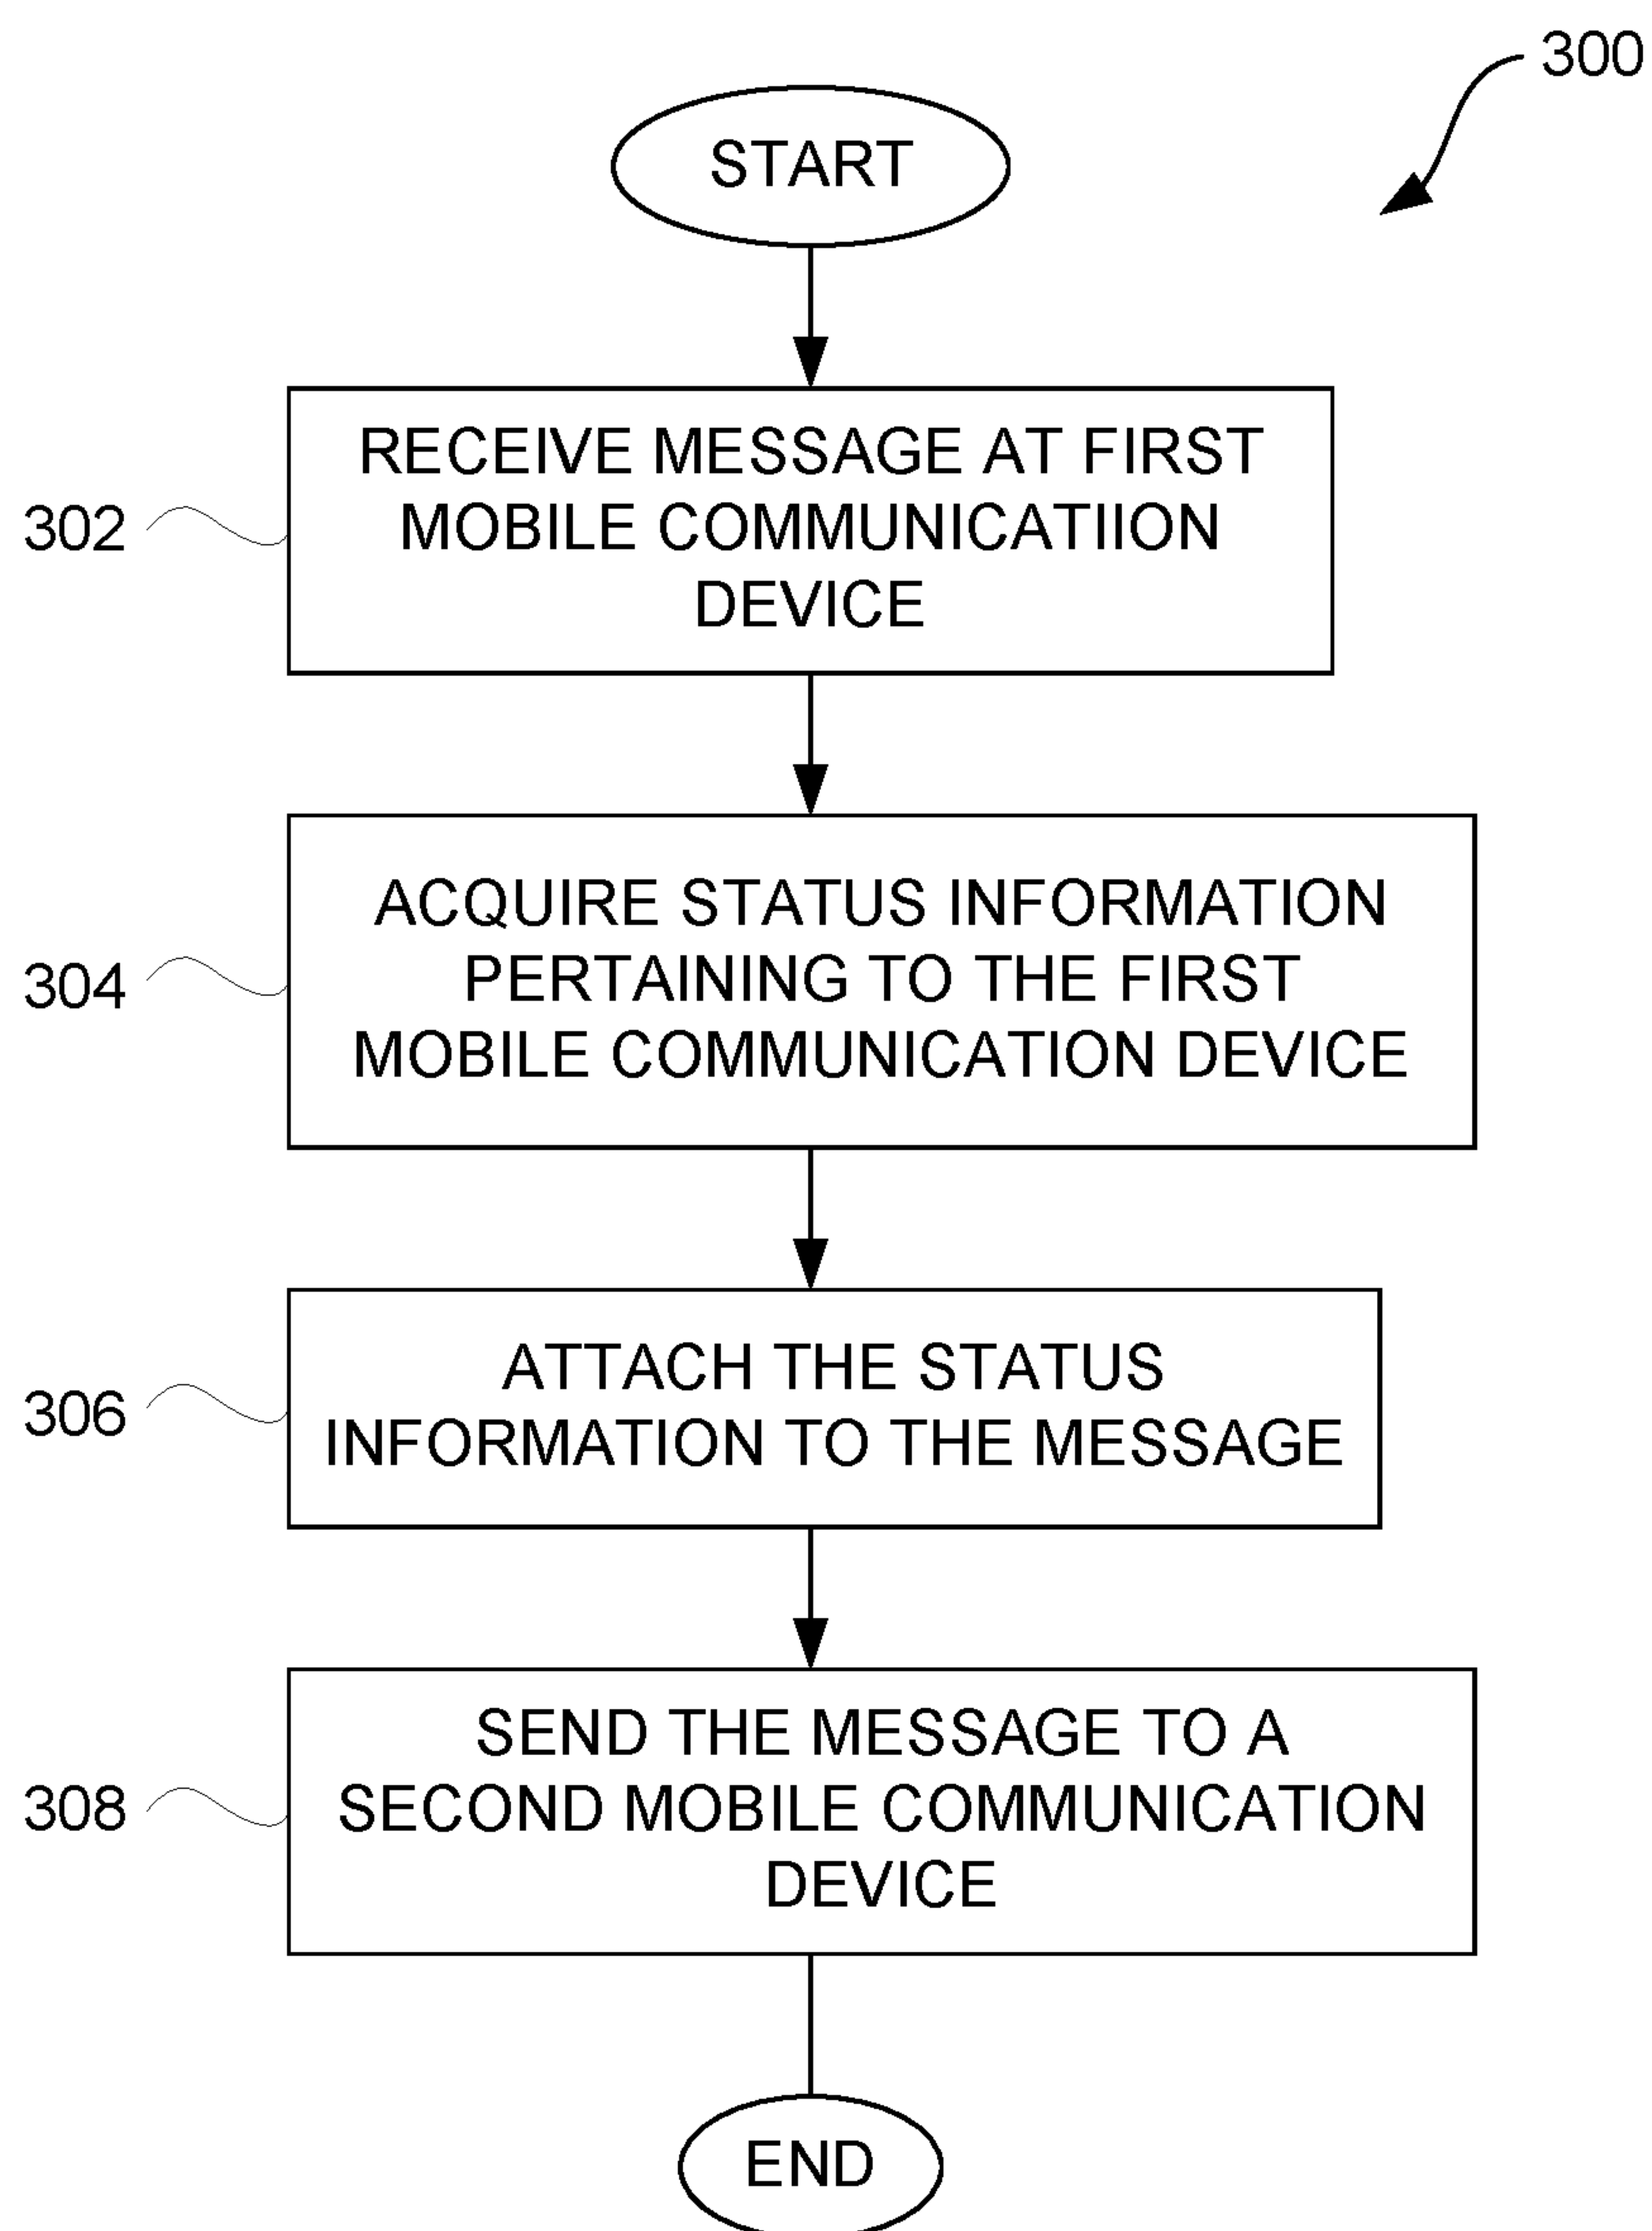 300
START
302
RECEIVE MESSAGE AT FIRST
MOBILE COMMUNICATIION
DEVICE
304
ACQUIRE STATUS INFORMATION
PERTAINING TO THE FIRST
MOBILE COMMUNICATION DEVICE
306
ATTACH THE STATUS
INFORMATION TO THE MESSAGE
308
SEND THE MESSAGE TO A
SECOND MOBILE COMMUNICATION
DEVICE
END